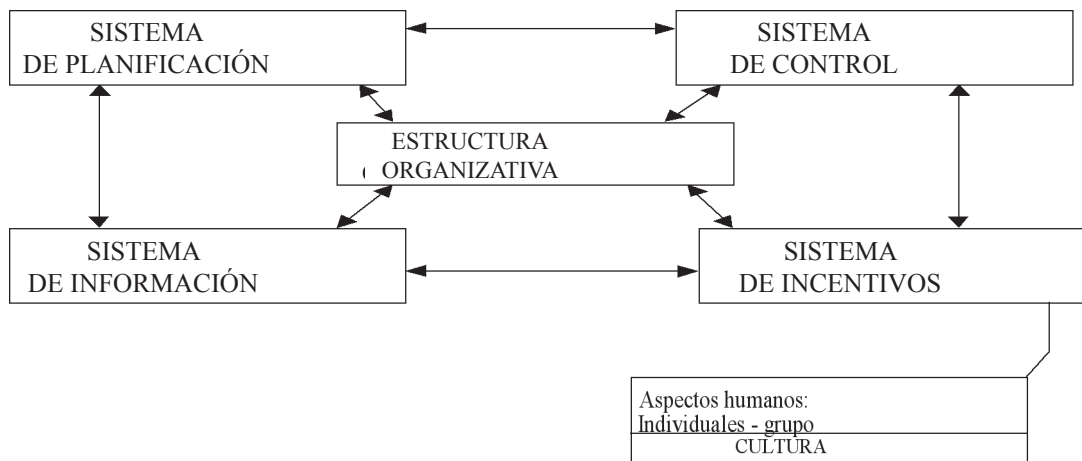 SISTEMA
DE PLANIFICACIÓN
SISTEMA
DE CONTROL
ESTRUCTURA
( ORGANIZATIVA
SISTEMA
DE INFORMACIÓN
SISTEMA
DE INCENTIVOS
Aspectos humanos:
Individuales - grupo
CULTURA